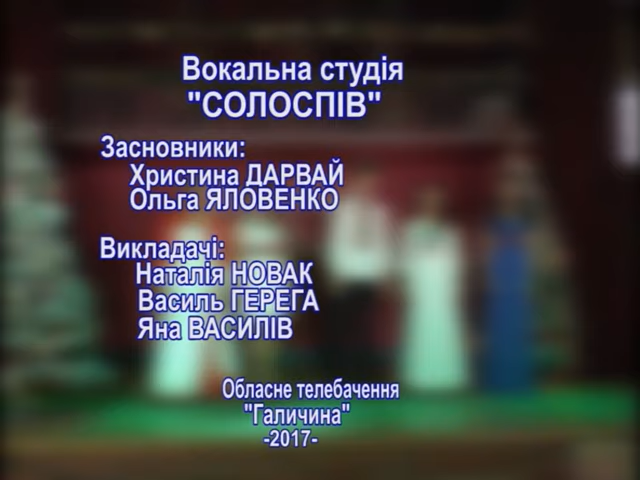 Вокальна студія
"СОЛОСПІВ"
Засновники:
Христина ДАРВАЙ
Ольга ЯЛОВЕНКО
Викладачі:
Наталія НОВАК
Василь ГЕРЕГА
Яна ВАСИЛІВ
Обласне телебачення
"Галичина"
-2017-